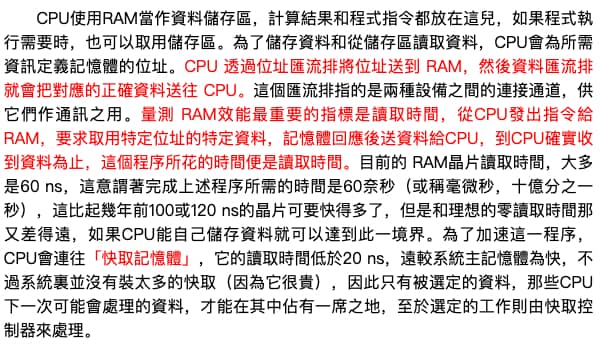 CPU使用RAM當作資料儲存區，計算結果和程式指令都放在這兒，如果程式執
行需要時，也可以取用儲存區。為了儲存資料和從儲存區讀取資料，CPU會為所需
資訊定義記憶體的位址。CPU 透過位址匯流排將位址送到 RAM，然後資料匯流排
就會把對應的正確資料送往 CPU。這個匯流排指的是兩種設備之間的連接通道，供
它們作通訊之用。量測 RAM效能最重要的指標是讀取時間，從CPU發出指令給
RAM，要求取用特定位址的特定資料，記憶體回應後送資料給CPU，到CPU確實收
到資料為止，這個程序所花的時間便是讀取時間。目前的 RAM晶片讀取時間，大多
是60 ns，這意謂著完成上述程序所需的時間是60奈秒（或稱毫微秒，十億分之一
秒），這比起幾年前100或120 ns的晶片可要快得多了，但是和理想的零讀取時間那
又差得遠，如果CPU能自己儲存資料就可以達到此一境界。為了加速這一程序，
CPU會連往「快取記憶體」，它的讀取時間低於20 ns，遠較系統主記憶體為快，不
過系統裏並沒有裝太多的快取（因為它很貴），因此只有被選定的資料，那些CPU
下一次可能會處理的資料，才能在其中佔有一席之地，至於選定的工作則由快取控
制器來處理。